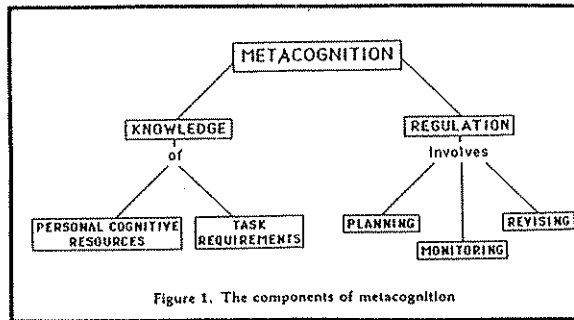 METACOGNITION
KNOWLEDGE
of
PERSONAL COGNITIVE
RESOURCES
TASK
REQUIREMENTS
REGULATION
Involves
PLANNING
MONITORING
REVISING
Figure 1. The components of metacognition